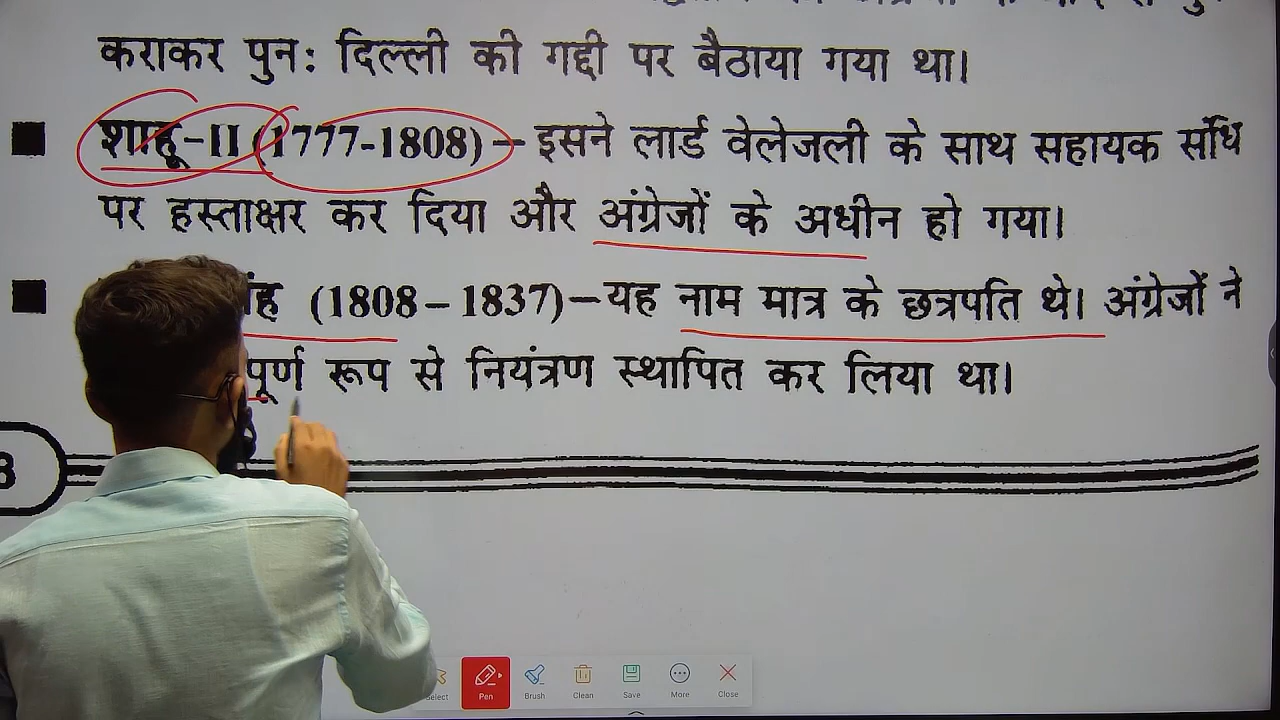 कराकर पुनः दिल्ली की गद्दी पर बैठाया गया था।
शाहू-II (1777-1808) – इसने लार्ड वेलेजली के साथ सहायक संधि
पर हस्ताक्षर कर दिया और अंग्रेजों के अधीन हो गया।
(1808 – 1837) – यह नाम मात्र के छत्रपति थे। अंग्रेजों ने
पूर्ण रूप से नियंत्रण स्थापित कर लिया था।
Pen Brush Clean Save More Close